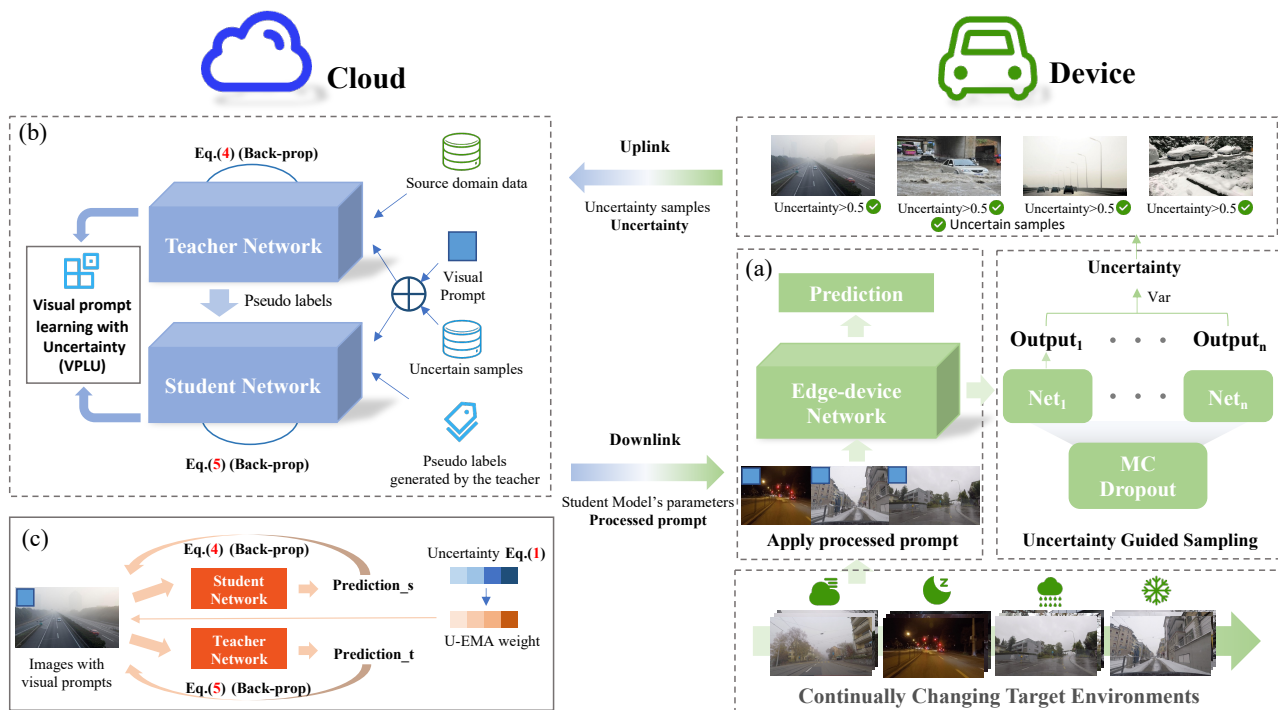 Cloud
Device
(b)
Eq.(4) (Back-prop)
Source domain data
Teacher Network
Visual
Prompt
Pseudo labels
Visual prompt
learning with
Uncertainty
(VPLU)
Student Network
Uncertain samples
Eq.(5) (Back-prop)
Pseudo labels
generated by the teacher
Uplink
Uncertainty samples
Uncertainty
Downlink
Student Model's parameters
Processed prompt
Uncertainty>0.5
Uncertainty>0.5
Uncertainty>0.5
Uncertainty>0.5
Uncertain samples
(a)
Prediction
Edge-device
Network
Apply processed prompt
Uncertainty
Var
Output1
Outputn
Net1
Netn
MC
Dropout
Uncertainty Guided Sampling
(c)
Eq.(4) (Back-prop)
Student
Network
Prediction_s
Teacher
Network
Prediction_t
Images with
visual prompts
Eq.(5) (Back-prop)
Uncertainty Eq.(1)
U-EMA weight
z
Continually Changing Target Environments